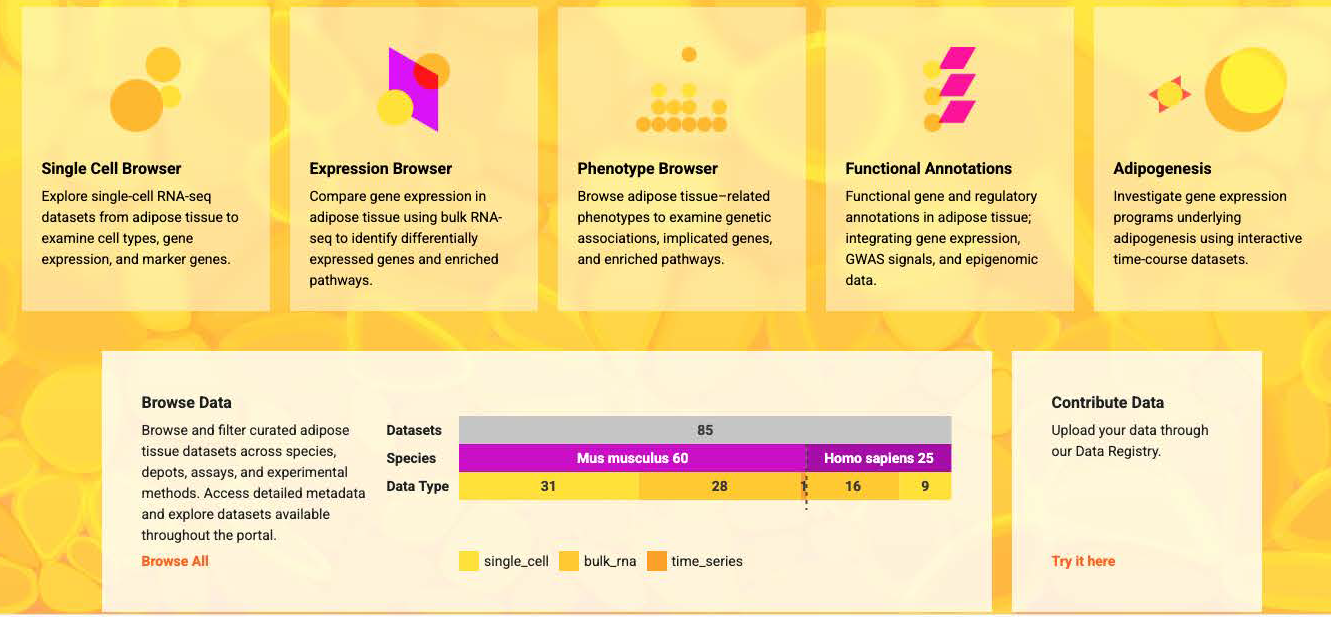 Single Cell Browser
Explore single-cell RNA-seq
datasets from adipose tissue to
examine cell types, gene
expression, and marker genes.
Expression Browser
Compare gene expression in
adipose tissue using bulk RNA-
seq to identify differentially
expressed genes and enriched
pathways.
Phenotype Browser
Browse adipose tissue–related
phenotypes to examine genetic
associations, implicated genes,
and enriched pathways.
Functional Annotations
Functional gene and regulatory
annotations in adipose tissue;
integrating gene expression,
GWAS signals, and epigenomic
data.
Adipogenesis
Investigate gene expression
programs underlying
adipogenesis using interactive
time-course datasets.
Browse Data
Browse and filter curated adipose
tissue datasets across species,
depots, assays, and experimental
methods. Access detailed metadata
and explore datasets available
throughout the portal.
Browse All
Datasets 85
Species Mus musculus 60 Homo sapiens 25
Data Type 31 28 1 16 9
single_cell bulk_rna time_series
Contribute Data
Upload your data through
our Data Registry.
Try it here